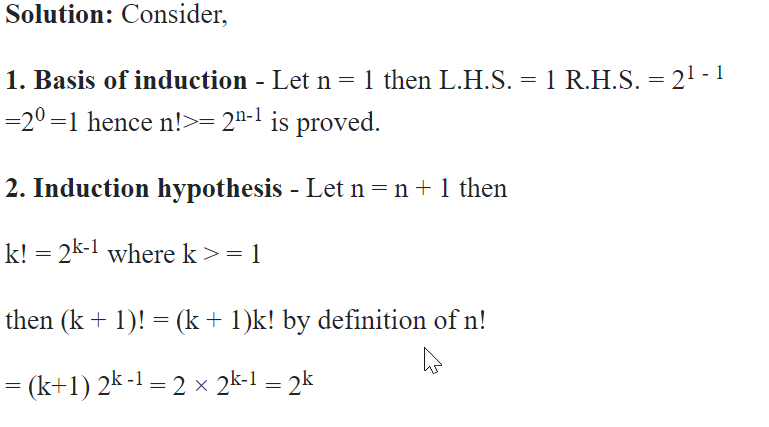 Solution: Consider,
1. Basis of induction - Let n = 1 then L.H.S. = 1 R.H.S. = 2^1 - 1
=2^0 =1 hence n!>= 2^n-1 is proved.
2. Induction hypothesis - Let n = n + 1 then
k! = 2^k-1 where k > = 1
then (k + 1)! = (k + 1)k! by definition of n!
= (k+1) 2^k -1 = 2 × 2^k-1 = 2^k